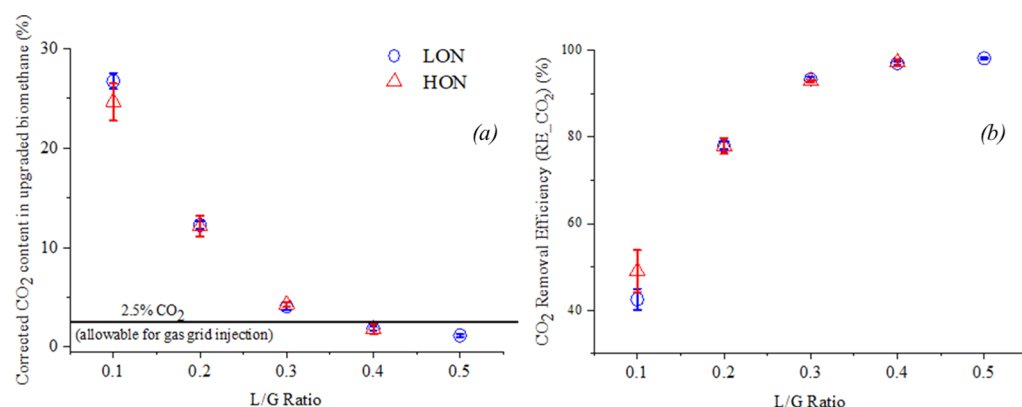 Corrected CO2 content in upgraded biomethane (%)
30
20
10
0
LON
HON
(a)
2.5% CO2
(allowable for gas grid injection)
0.1 0.2 0.3 0.4 0.5
L/G Ratio
CO2 Removal Efficiency (RE_CO2) (%)
100
80
60
40
(b)
0.1 0.2 0.3 0.4 0.5
L/G Ratio